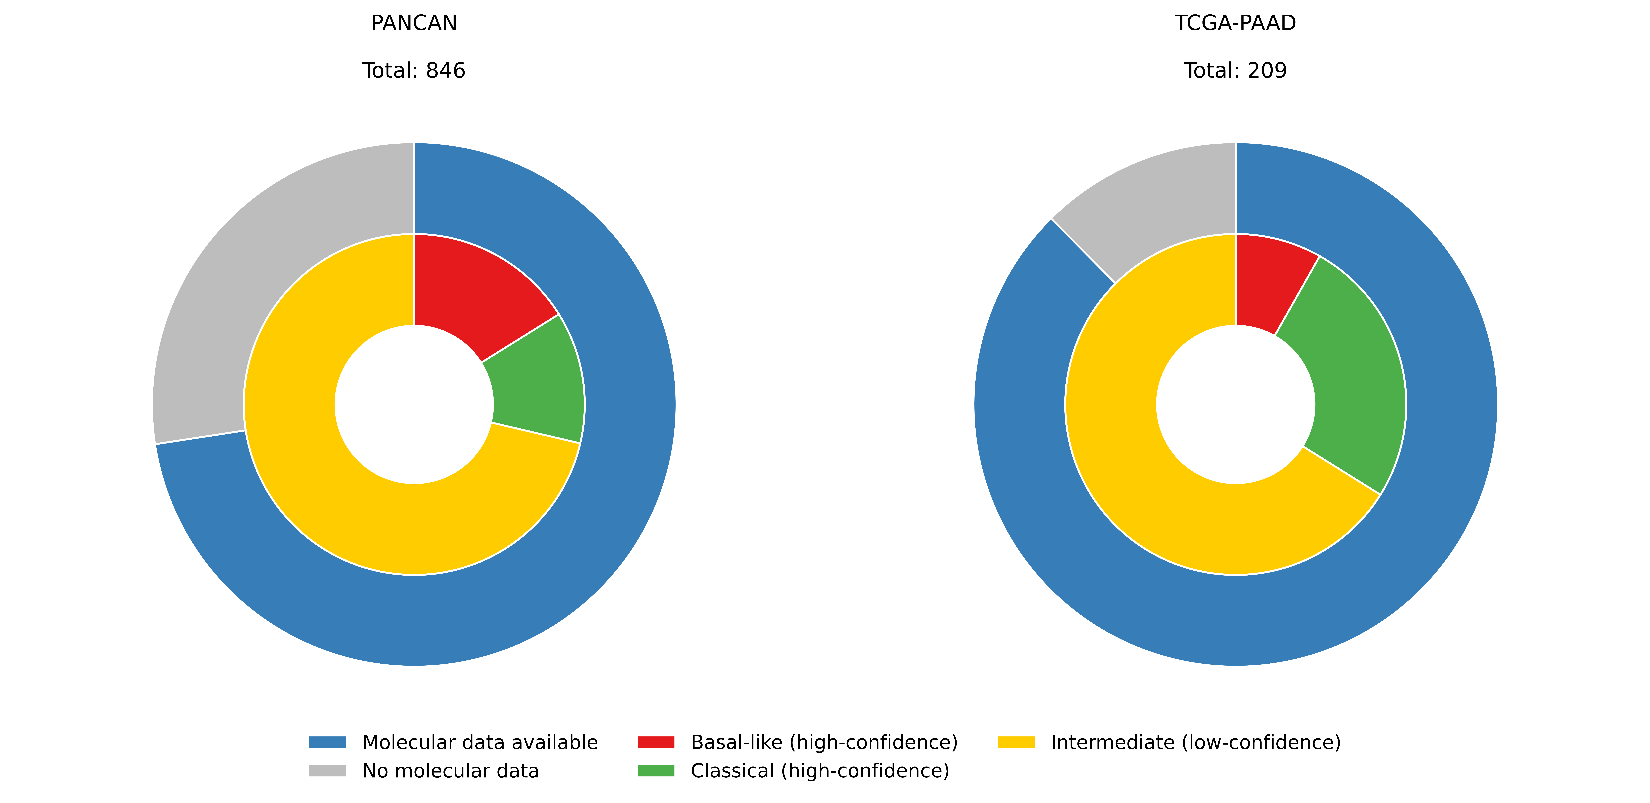 PANCAN
Total: 846
TCGA-PAAD
Total: 209
Molecular data available
No molecular data
Basal-like (high-confidence)
Classical (high-confidence)
Intermediate (low-confidence)